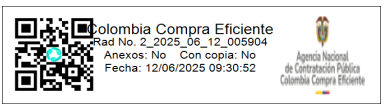 Colombia Compra Eficiente
Rad No. 2_2025_06_12_005904
Anexos: No Con copia: No
Fecha: 12/06/2025 09:30:52
Agencia Nacional
de Contratación Pública
Colombia Compra Eficiente